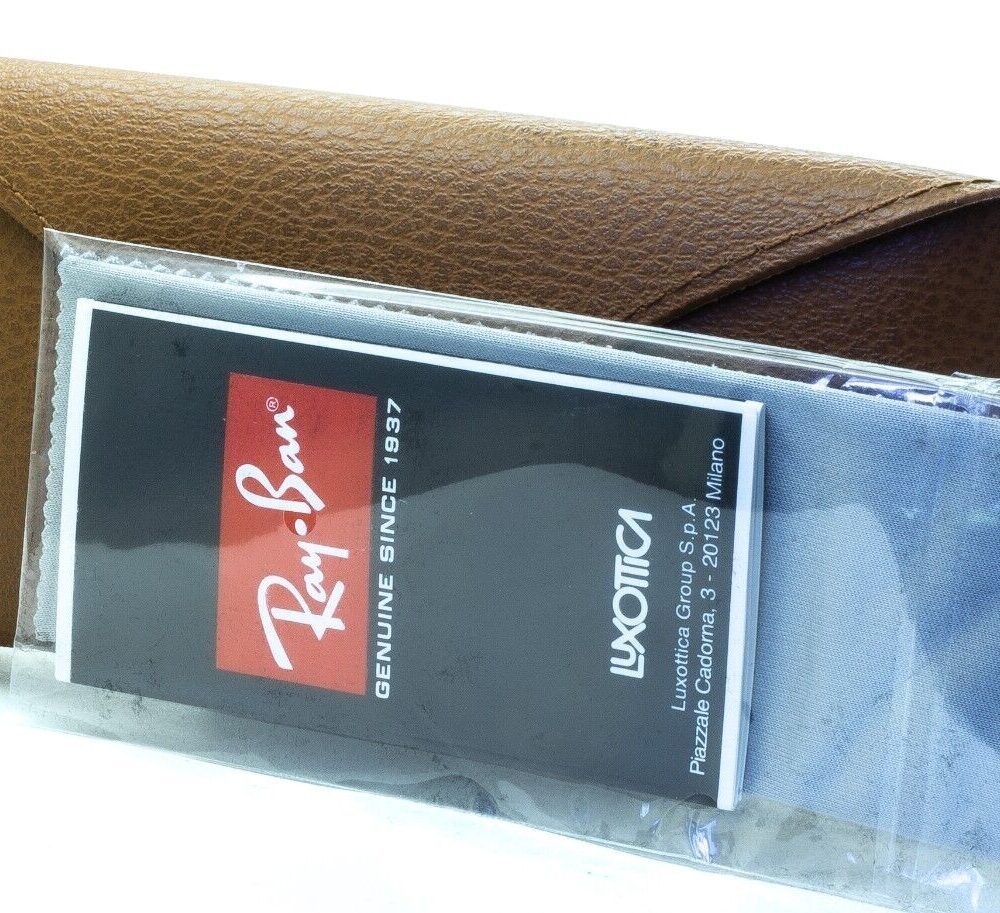 Ray-Ban®
GENUINE SINCE 1937
LUXOTTICA
Luxottica Group S.p.A.
Piazzale Cadorna, 3 - 20123 Milano